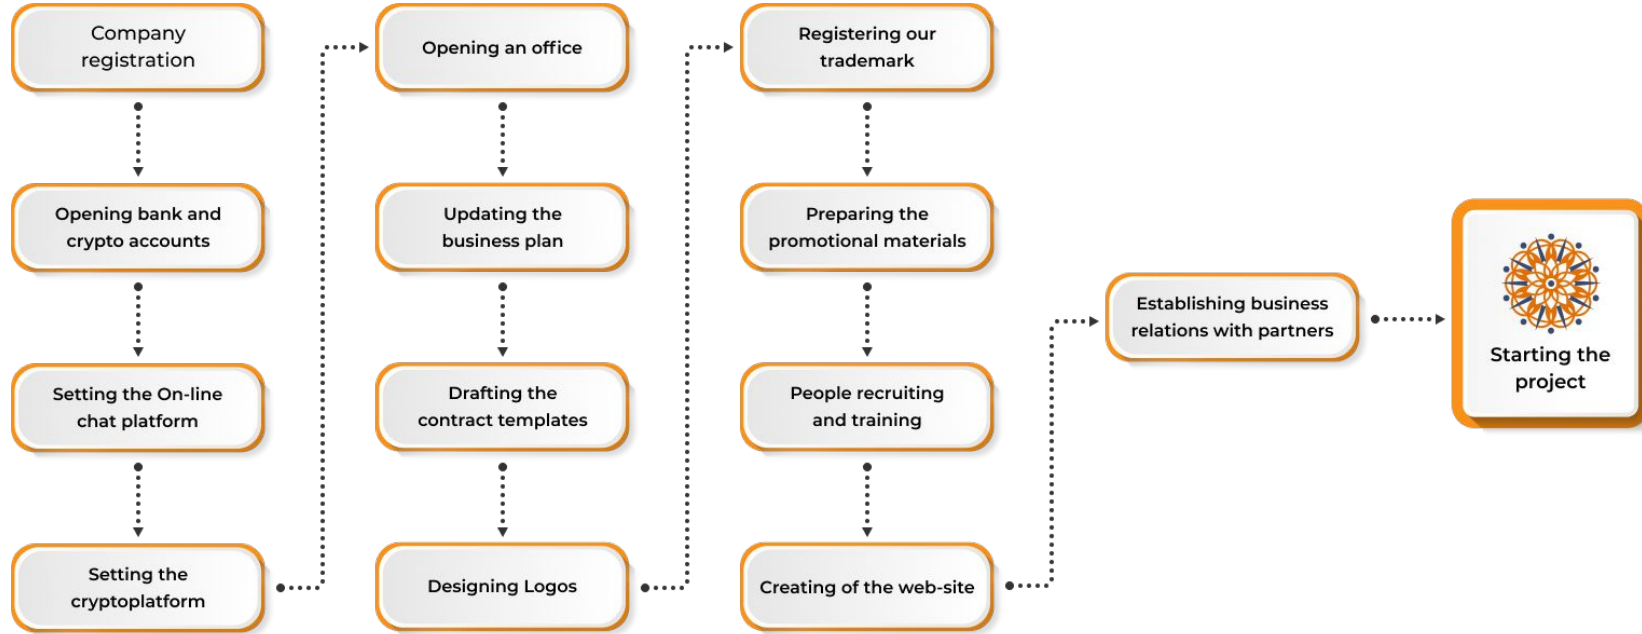 Company
registration
Opening bank and
crypto accounts
Setting the On-line
chat platform
Setting the
cryptoplatform
Opening an office
Updating the
business plan
Drafting the
contract templates
Designing Logos
Registering our
trademark
Preparing the
promotional materials
People recruiting
and training
Creating of the web-site
Establishing business
relations with partners
Starting the
project